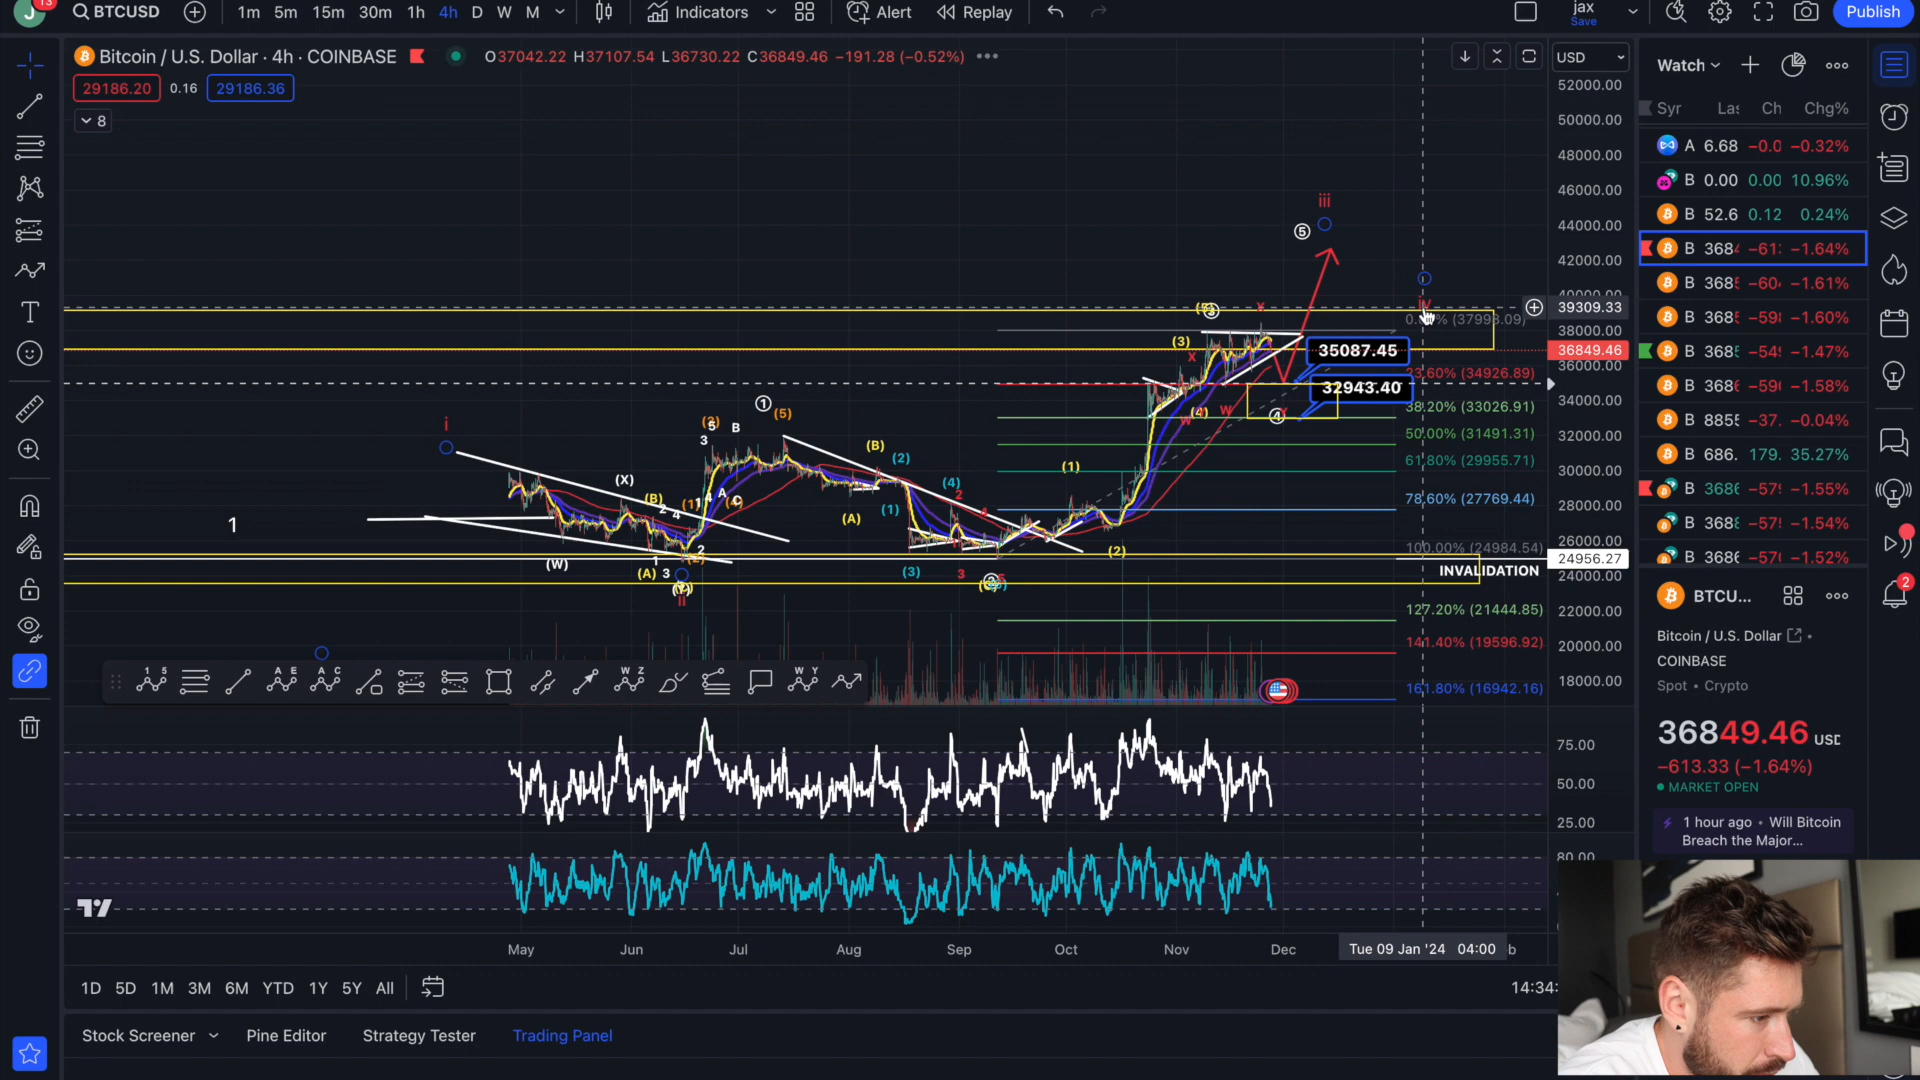 J
13
BTCUSD
1m 5m 15m 30m 1h 4h D W M
Indicators
Alert
Replay
jax
Save
Publish
Bitcoin / U.S. Dollar · 4h · COINBASE
O37042.22 H37107.54 L36730.22 C36849.46 −191.28 (−0.52%)
29186.20 0.16 29186.36
8
USD
52000.00
50000.00
48000.00
46000.00
44000.00
42000.00
39309.33
38000.00
36849.46
34000.00
32000.00
30000.00
28000.00
26000.00
24956.27
24000.00
22000.00
20000.00
18000.00
iii
5
iv
35087.45
32943.40
23.60% (34926.89)
38.20% (33026.91)
50.00% (31491.31)
61.80% (29955.71)
78.60% (27769.44)
100.00% (24984.54)
INVALIDATION
127.20% (21444.85)
141.40% (19596.92)
161.80% (16942.16)
i
1
(W)
(X)
(B)
(A)
ii
B
1
(5)
A
C
(A)
(B)
(1)
(2)
(3)
(4)
(1)
(2)
(3)
(4)
X
X
W
W
4
1 5
A E
A C
W Z
W Y
75.00
50.00
25.00
80.00
May Jun Jul Aug Sep Oct Nov Dec
Tue 09 Jan '24 04:00
1D 5D 1M 3M 6M YTD 1Y 5Y All
14:34:
Stock Screener
Pine Editor
Strategy Tester
Trading Panel
Watch
Syr Las Ch Chg%
A 6.68 −0.0 −0.32%
B 0.00 0.00 10.96%
B 52.6 0.12 0.24%
B 3684 −61 −1.64%
B 368 −60 −1.61%
B 368 −59 −1.60%
B 368 −54 −1.47%
B 368 −59 −1.58%
B 885 −37. −0.04%
B 686. 179. 35.27%
B 368 −57 −1.55%
B 368 −57 −1.54%
B 368 −57 −1.52%
BTCU...
Bitcoin / U.S. Dollar
COINBASE
Spot • Crypto
36849.46 USD
−613.33 (−1.64%)
MARKET OPEN
1 hour ago • Will Bitcoin
Breach the Major...
2